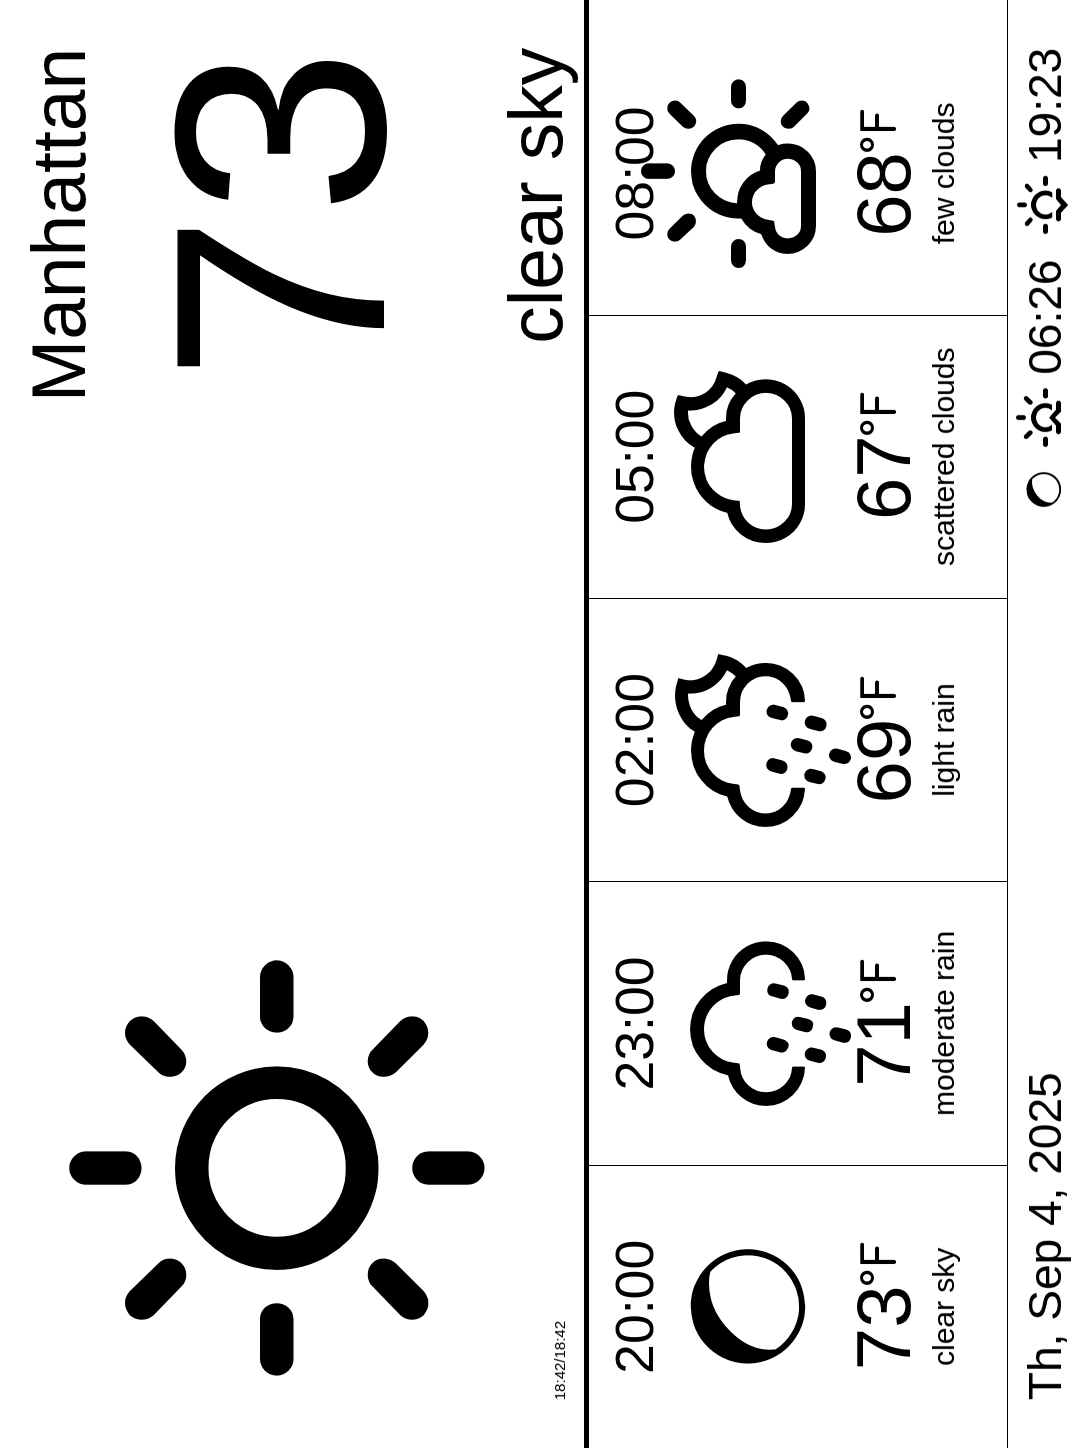 Manhattan
73
clear sky
18:42/18:42
20:00
73°F
clear sky
23:00
71°F
moderate rain
02:00
69°F
light rain
05:00
67°F
scattered clouds
08:00
68°F
few clouds
Th, Sep 4, 2025
06:26
19:23